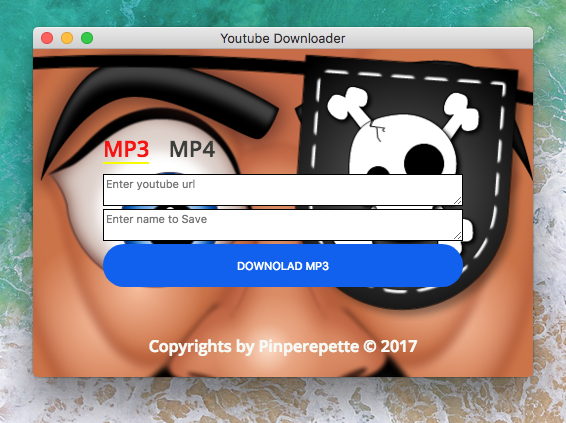 Youtube Downloader
MP3 MP4
Enter youtube url
Enter name to Save
DOWNOLAD MP3
Copyrights by Pinperepette © 2017